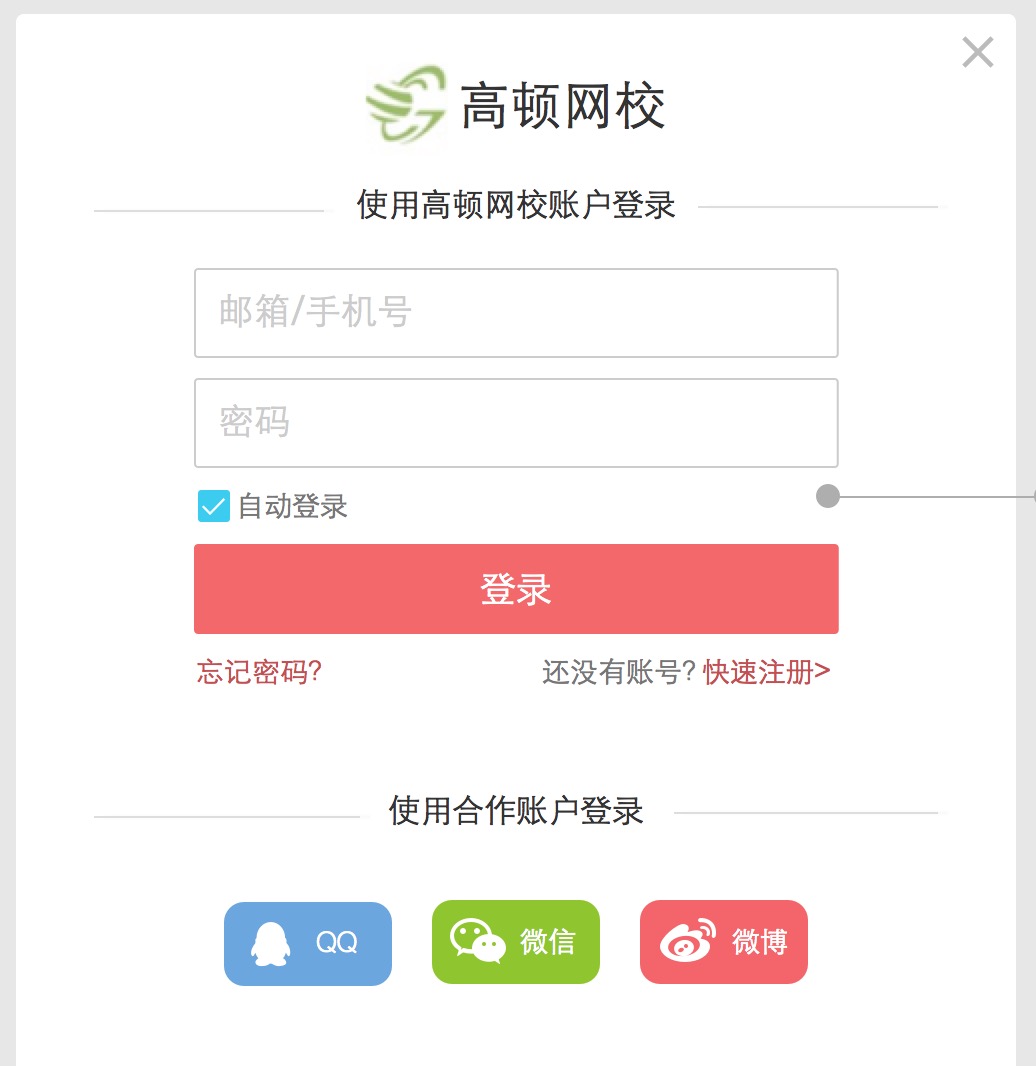 高顿网校
使用高顿网校账户登录
邮箱/手机号
密码
自动登录
登录
忘记密码?
还没有账号? 快速注册>
使用合作账户登录
QQ 微信 微博